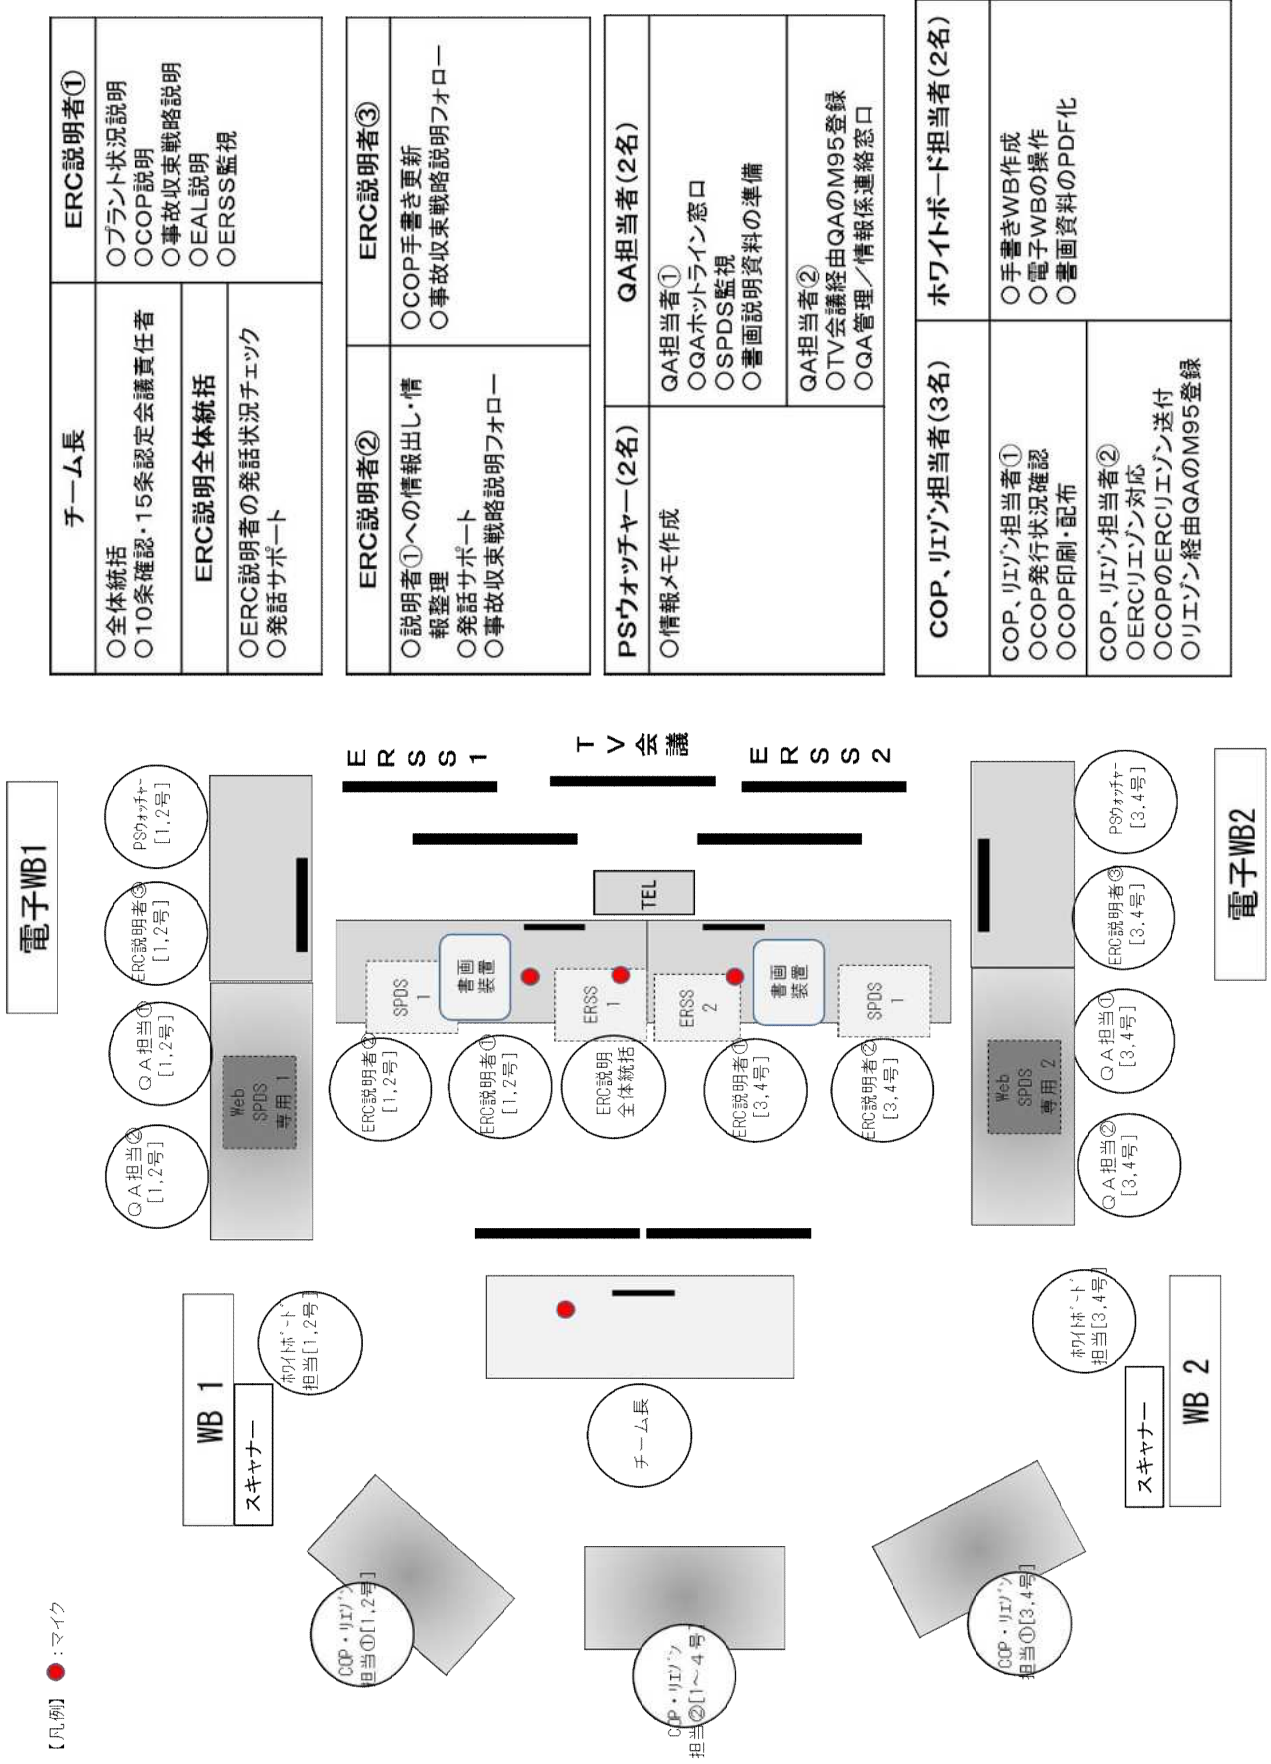 【凡例】 ●:マイク
電子WB1
PSウォッチャー
[1,2号]
ERC説明者③
[1,2号]
QA担当①
[1,2号]
QA担当②
[1,2号]
Web
SPDS
専用 1
WB 1
スキャナー
ホワイトボード
担当[1,2号]
COP・リエゾン
担当①[1,2号]
ERSS1
TV会議
ERSS2
TEL
SPDS
1
書画
装置
ERSS
1
ERSS
2
書画
装置
SPDS
1
ERC説明者②
[1,2号]
ERC説明者①
[1,2号]
ERC説明
全体統括
ERC説明者①
[3,4号]
ERC説明者②
[3,4号]
チーム長
COP・リエゾン
担当②[1~4号]
電子WB2
PSウォッチャー
[3,4号]
ERC説明者③
[3,4号]
QA担当①
[3,4号]
QA担当②
[3,4号]
Web
SPDS
専用 2
ホワイトボード
担当[3,4号]
スキャナー
WB 2
COP・リエゾン
担当①[3,4号]
チーム長
○全体統括
○10条確認・15条認定会議責任者
ERC説明全体統括
○ERC説明者の発話状況チェック
○発話サポート
ERC説明者①
○プラント状況説明
○COP説明
○事故収束戦略説明
○EAL説明
○ERSS監視
ERC説明者②
○説明者①への情報出し・情
報整理
○発話サポート
○事故収束戦略説明フォロー
ERC説明者③
○COP手書き更新
○事故収束戦略説明フォロー
PSウォッチャー(2名)
○情報メモ作成
QA担当者(2名)
QA担当者①
○QAホットライン窓口
○SPDS監視
○書画説明資料の準備
QA担当者②
○TV会議経由QAのM95登録
○QA管理/情報係連絡窓口
COP、リエゾン担当者(3名)
COP、リエゾン担当者①
○COP発行状況確認
○COP印刷・配布
COP、リエゾン担当者②
○ERCリエゾン対応
○COPのERCリエゾン送付
○リエゾン経由QAのM95登録
ホワイトボード担当者(2名)
○手書きWB作成
○電子WBの操作
○書画資料のPDF化